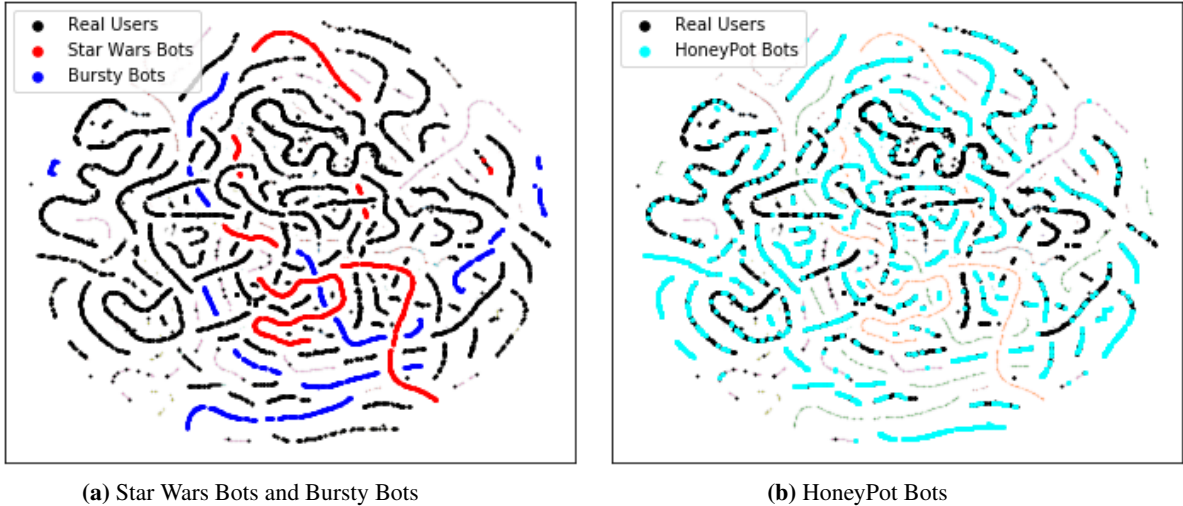 Real Users
Star Wars Bots
Bursty Bots
Real Users
HoneyPot Bots
(a) Star Wars Bots and Bursty Bots
(b) HoneyPot Bots